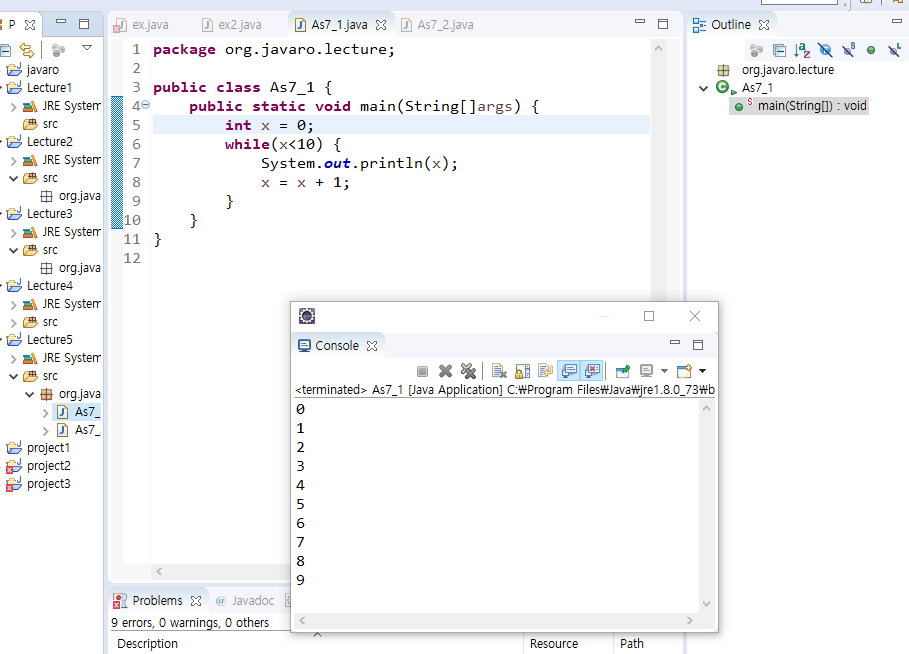 P
javaro
Lecture1
JRE System
src
Lecture2
JRE System
src
org.java
Lecture3
JRE System
src
org.java
Lecture4
JRE System
src
Lecture5
JRE System
src
org.java
As7_
As7_
project1
project2
project3
ex.java ex2.java As7_1.java As7_2.java
1 package org.javaro.lecture;
2
3 public class As7_1 {
4 public static void main(String[]args) {
5 int x = 0;
6 while(x<10) {
7 System.out.println(x);
8 x = x + 1;
9 }
10 }
11 }
12
Outline
org.javaro.lecture
As7_1
main(String[]) : void
Console
<terminated> As7_1 [Java Application] C:₩Program Files₩Java₩jre1.8.0_73₩b
0
1
2
3
4
5
6
7
8
9
Problems @ Javadoc
9 errors, 0 warnings, 0 others
Description Resource Path